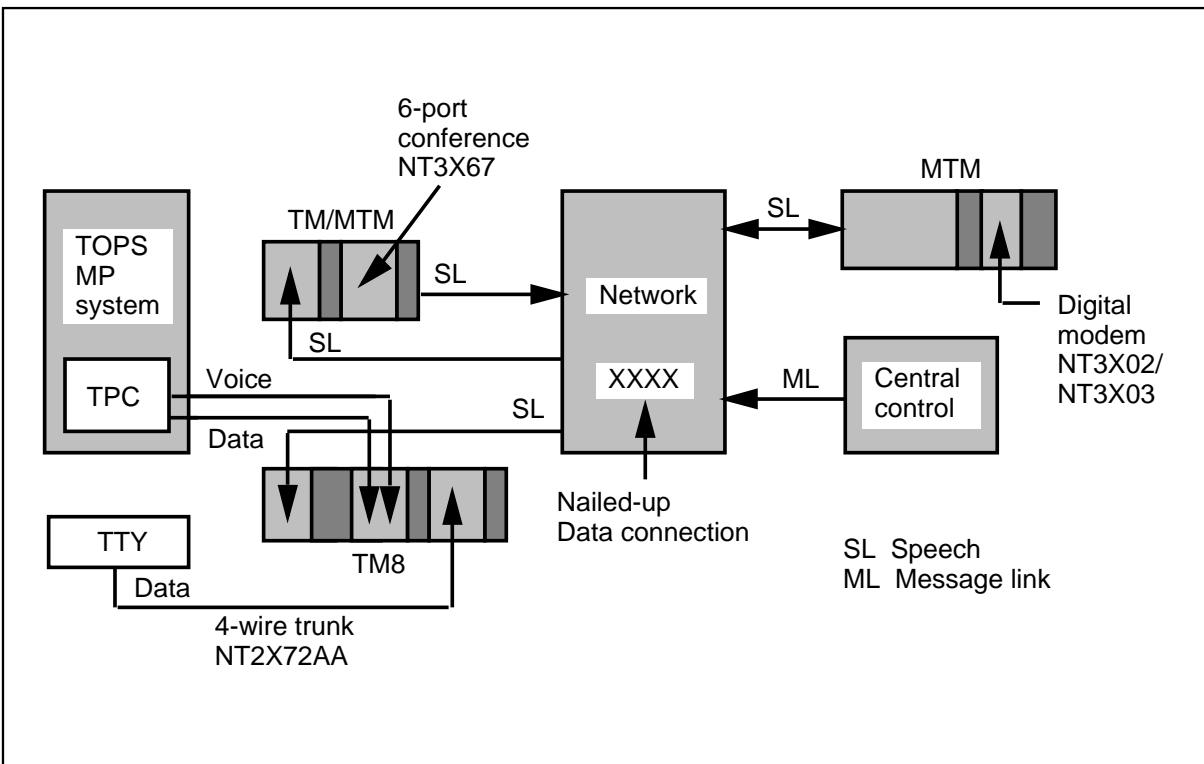 6-port
conference
NT3X67
MTM
TM/MTM
SL
TOPS
MP
system
SL
Network
Digital
modem
NT3X02/
NT3X03
SL
Voice
TPC
XXXX
ML
Central
control
SL
Data
Nailed-up
Data connection
TTY
TM8
SL Speech
ML Message link
Data
4-wire trunk
NT2X72AA